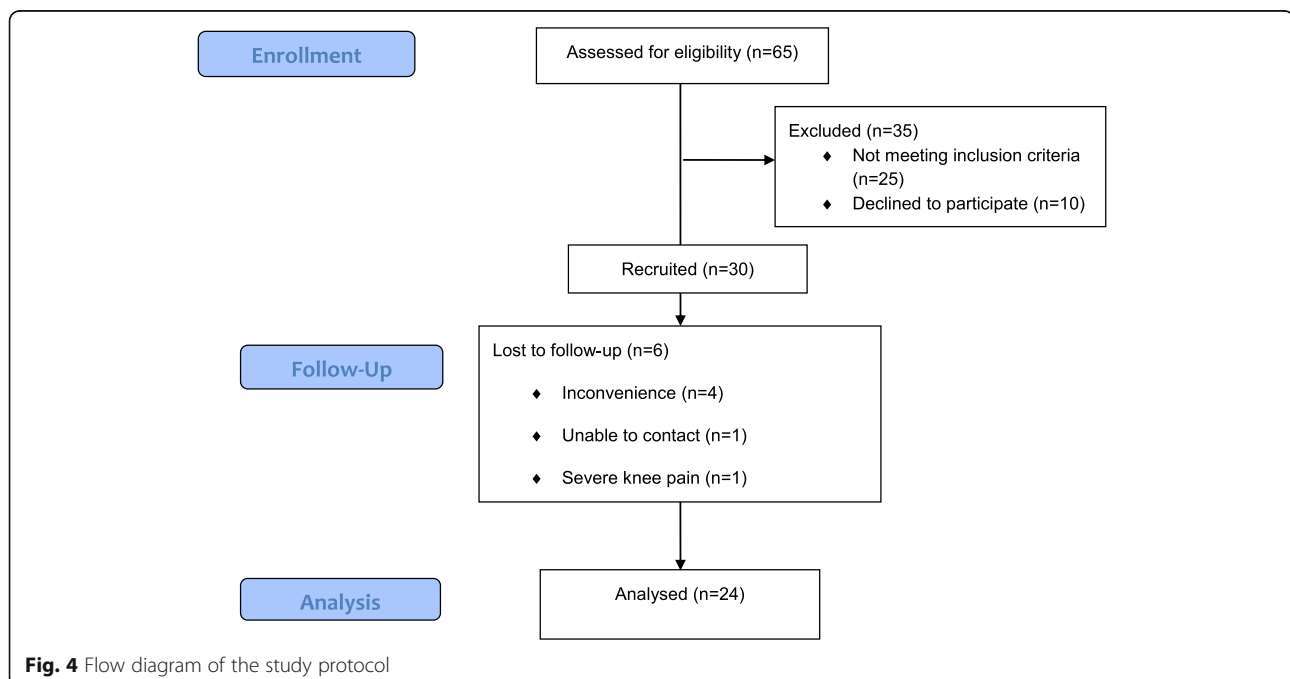 Enrollment
Assessed for eligibility (n=65)
Excluded (n=35)
♦ Not meeting inclusion criteria
(n=25)
♦ Declined to participate (n=10)
Recruited (n=30)
Follow-Up
Lost to follow-up (n=6)
♦ Inconvenience (n=4)
♦ Unable to contact (n=1)
♦ Severe knee pain (n=1)
Analysis
Analysed (n=24)
Fig. 4 Flow diagram of the study protocol